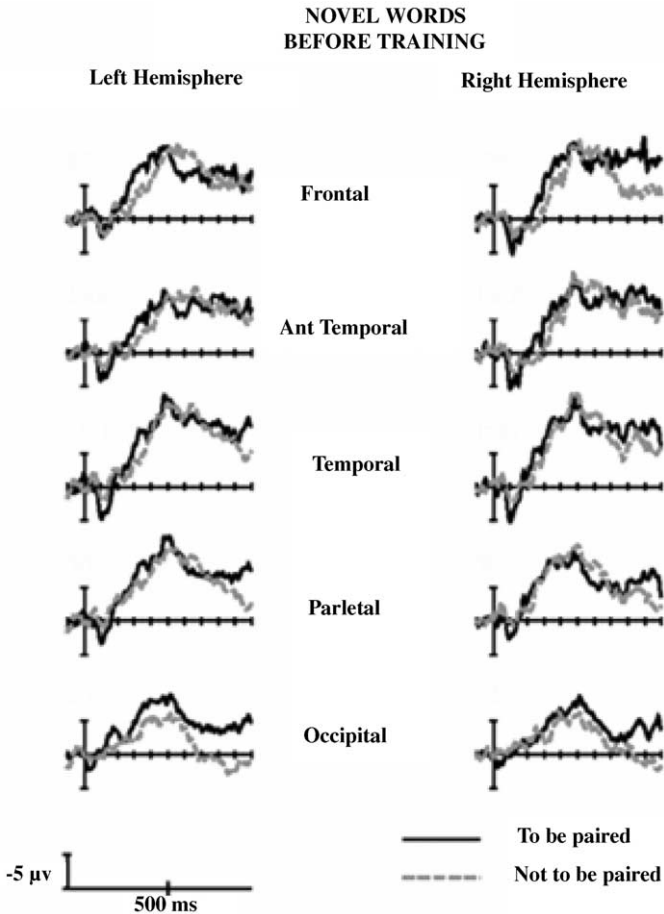 NOVEL WORDS
BEFORE TRAINING
Left Hemisphere
Right Hemisphere
Frontal
Ant Temporal
Temporal
Parletal
Occipital
To be paired
Not to be paired
-5 μv
500 ms